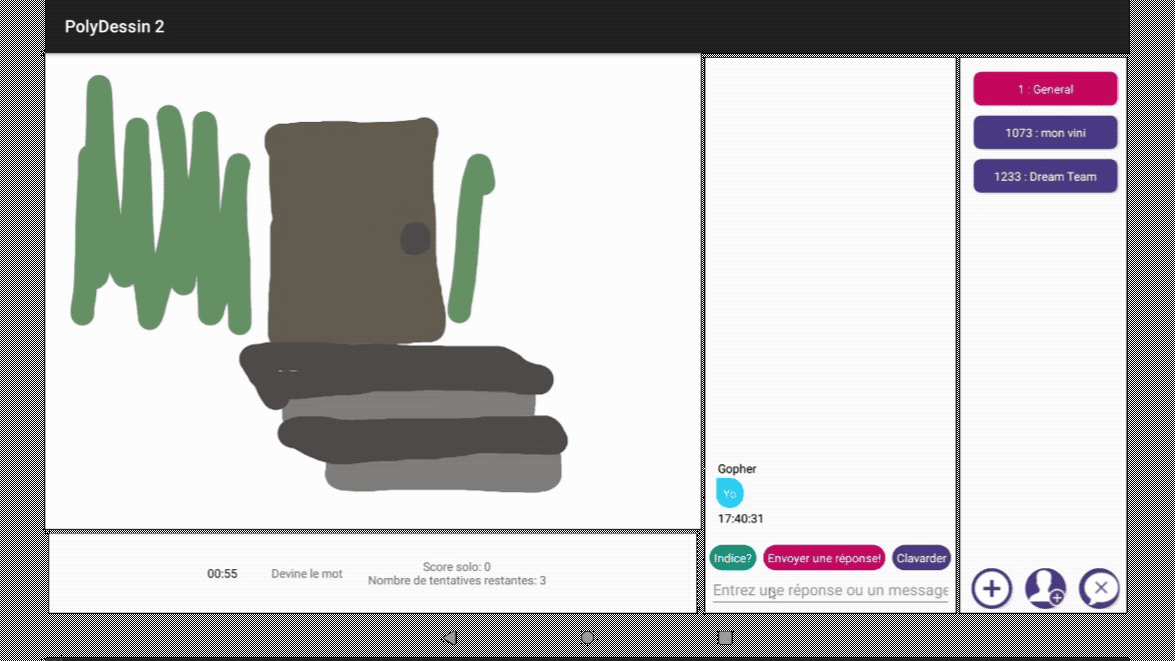 PolyDessin 2
1 : General
1073 : mon vini
1233 : Dream Team
Gopher
Yo
17:40:31
Indice?
Envoyer une réponse!
Clavarder
Entrez une réponse ou un message
00:55
Devine le mot
Score solo: 0
Nombre de tentatives restantes: 3